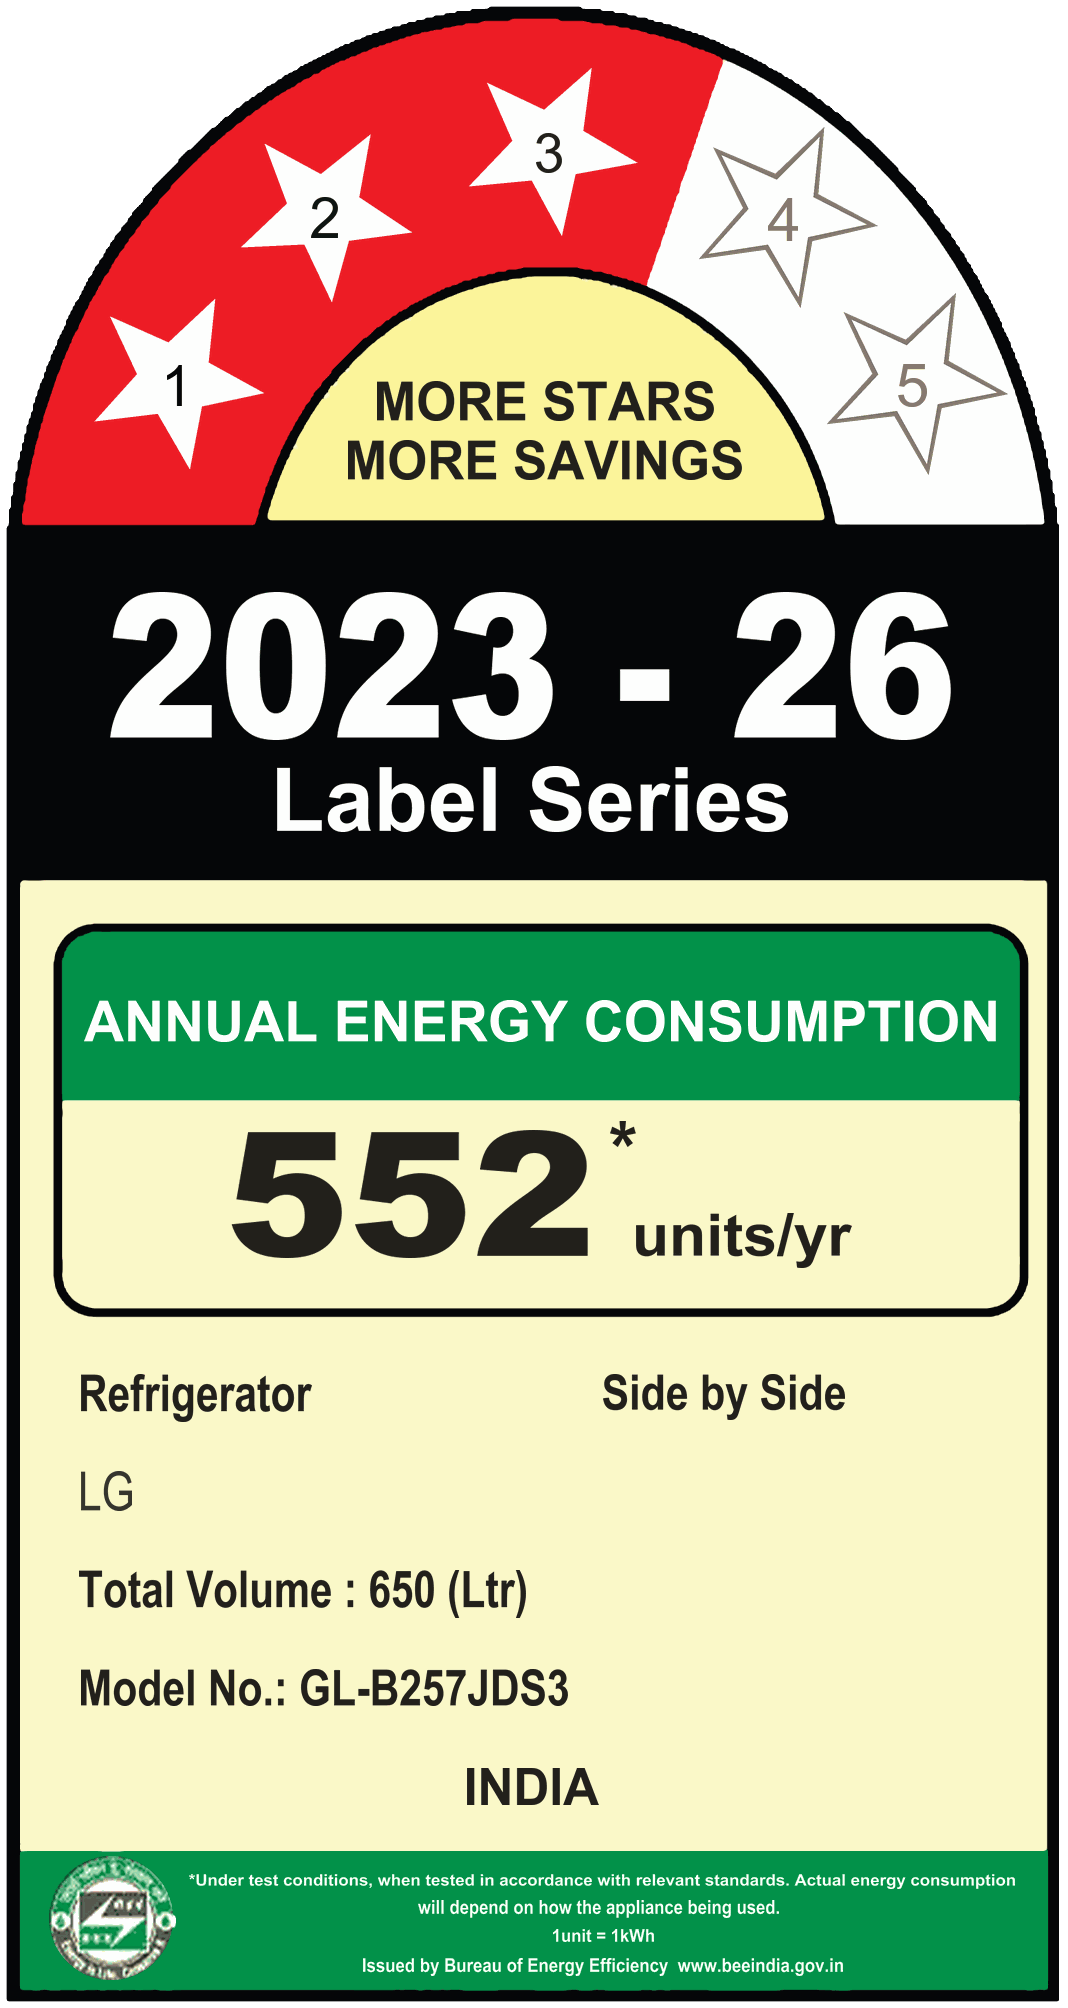 1
2
3
4
5
MORE STARS
MORE SAVINGS
2023 - 26
Label Series
ANNUAL ENERGY CONSUMPTION
552* units/yr
Refrigerator Side by Side
LG
Total Volume : 650 (Ltr)
Model No.: GL-B257JDS3
INDIA
*Under test conditions, when tested in accordance with relevant standards. Actual energy consumption
will depend on how the appliance being used.
1unit = 1kWh
Issued by Bureau of Energy Efficiency www.beeindia.gov.in